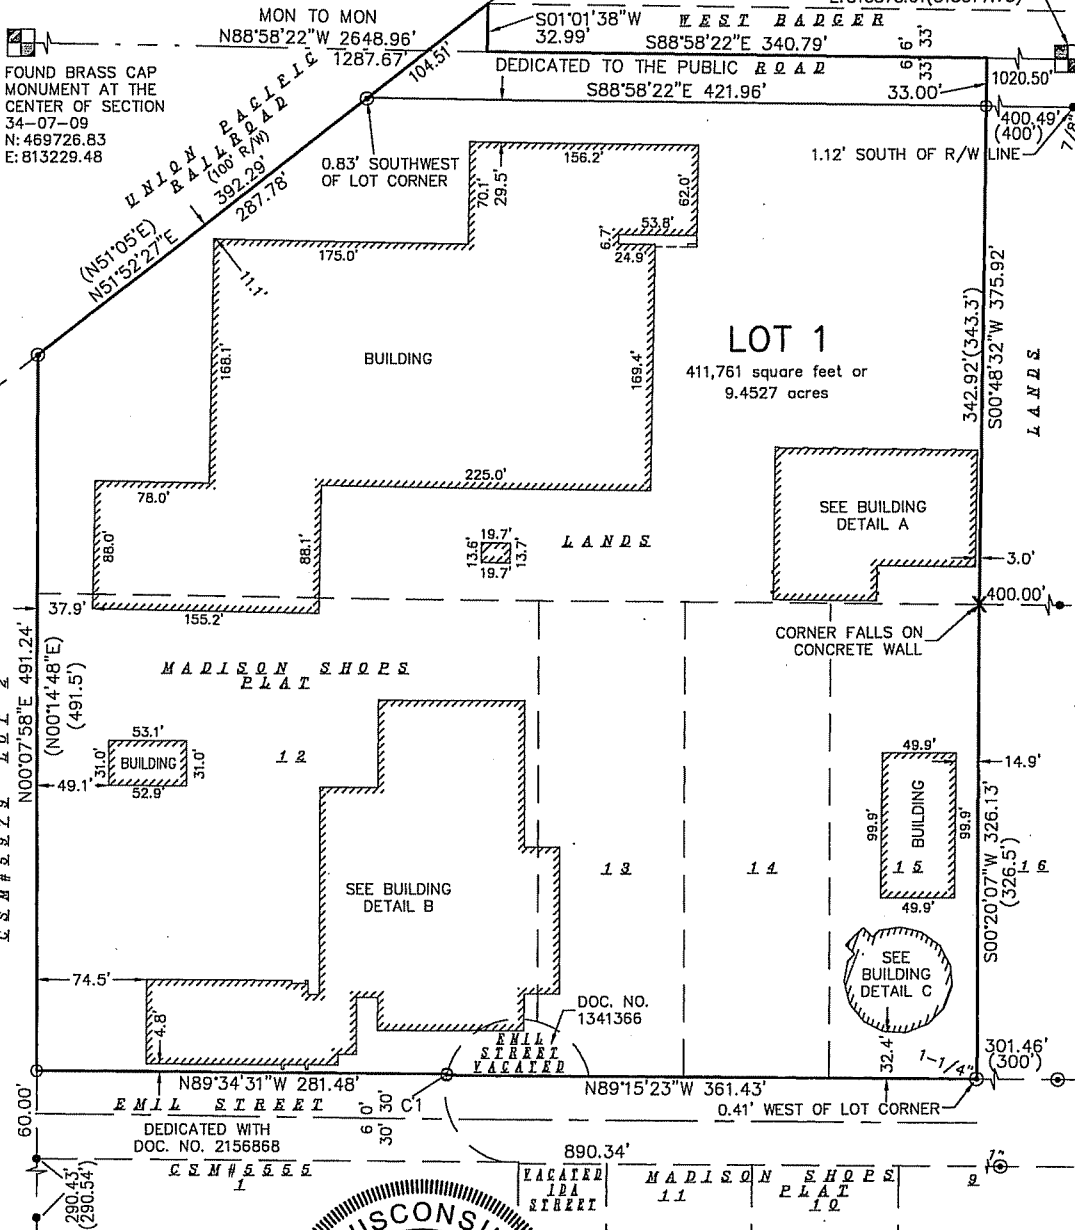 MON TO MON
N88°58'22"W 2648.96'
1287.67'
104.51'
S01°01'38"W
32.99'
WEST BADGER
S88°58'22"E 340.79'
6' 6'
33' 33'
DEDICATED TO THE PUBLIC ROAD
S88°58'22"E 421.96'
33.00'
1020.50'
400.49'
(400')
1.12' SOUTH OF R/W LINE
7/8"
FOUND BRASS CAP
MONUMENT AT THE
CENTER OF SECTION
34-07-09
N: 469726.83
E: 813229.48
UNION PACIFIC
RAILROAD
(100' R/W)
392.29'
287.78'
(N51°05'E)
N51°52'27"E
0.83' SOUTHWEST
OF LOT CORNER
156.2'
70.1'
29.5'
62.0'
53.8'
6.7'
24.9'
175.0'
11.1'
168.1'
BUILDING
169.4'
LOT 1
411,761 square feet or
9.4527 acres
342.92'(343.3')
S00°48'32"W 375.92'
LANDS
225.0'
78.0'
88.0'
88.1'
155.2'
37.9'
19.7'
13.6'
13.7'
19.7'
LANDS
SEE BUILDING
DETAIL A
3.0'
400.00'
CORNER FALLS ON
CONCRETE WALL
MADISON SHOPS
PLAT
N00°07'58"E 491.24'
(N00°14'48"E)
(491.5')
53.1'
31.0'
BUILDING
31.0'
52.9'
49.1'
12
SEE BUILDING
DETAIL B
13
14
15
16
49.9'
99.9'
BUILDING
99.9'
49.9'
14.9'
S00°20'07"W 326.13'
(326.5')
SEE
BUILDING
DETAIL C
32.4'
74.5'
4.8'
DOC. NO.
1341366
EMIL
STREET
VACATED
301.46'
(300')
1-1/4"
N89°34'31"W 281.48'
N89°15'23"W 361.43'
0.41' WEST OF LOT CORNER
C1
EMIL STREET
60.00'
60'
30' 30'
DEDICATED WITH
DOC. NO. 2156868
CSM#5555
1
290.43'
(290.54')
890.34'
VACATED
IDA
STREET
MADISON SHOPS
PLAT
11
10
9
1"